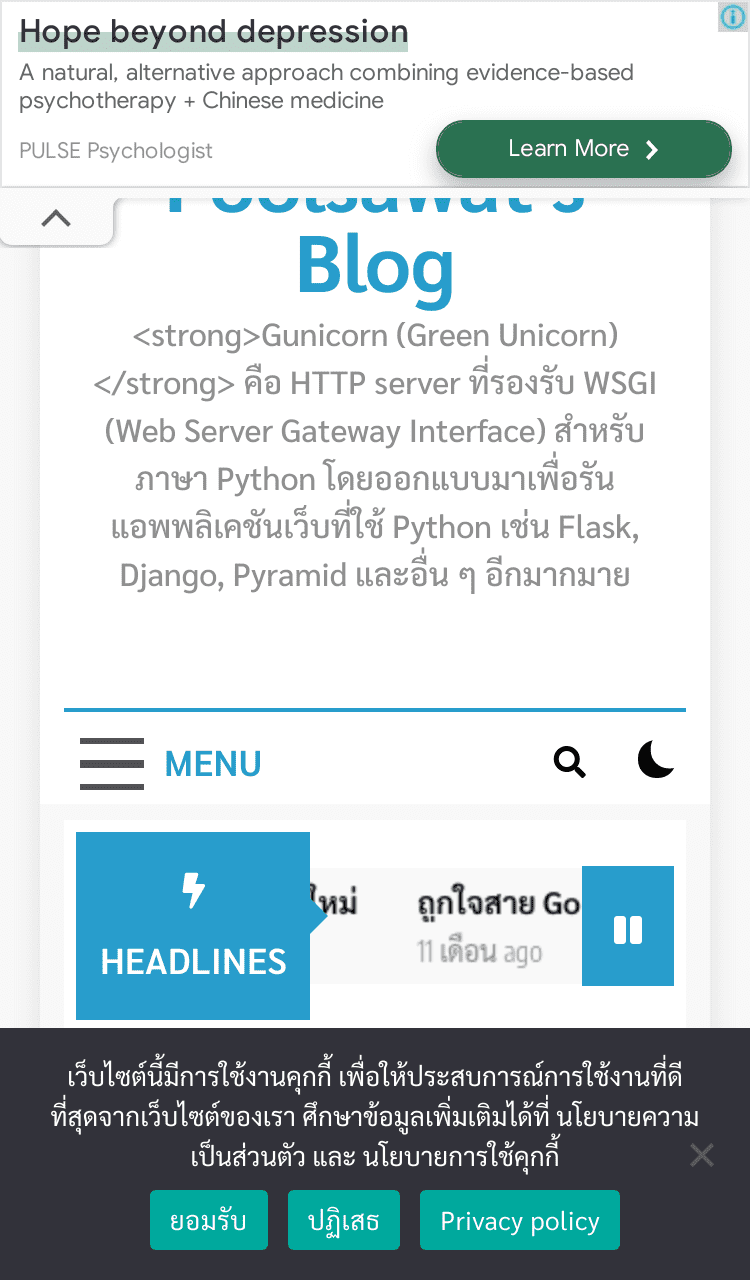 Hope beyond depression
A natural, alternative approach combining evidence-based
psychotherapy + Chinese medicine
PULSE Psychologist
Learn More
Poolsawat's
Blog
<strong>Gunicorn (Green Unicorn)
</strong> คือ HTTP server ที่รองรับ WSGI
(Web Server Gateway Interface) สำหรับ
ภาษา Python โดยออกแบบมาเพื่อรัน
แอพพลิเคชันเว็บที่ใช้ Python เช่น Flask,
Django, Pyramid และอื่น ๆ อีกมากมาย
MENU
HEADLINES
ใหม่
ถูกใจสาย Go
11 เดือน ago
เว็บไซต์นี้มีการใช้งานคุกกี้ เพื่อให้ประสบการณ์การใช้งานที่ดี
ที่สุดจากเว็บไซต์ของเรา ศึกษาข้อมูลเพิ่มเติมได้ที่ นโยบายความ
เป็นส่วนตัว และ นโยบายการใช้คุกกี้
ยอมรับ
ปฏิเสธ
Privacy policy